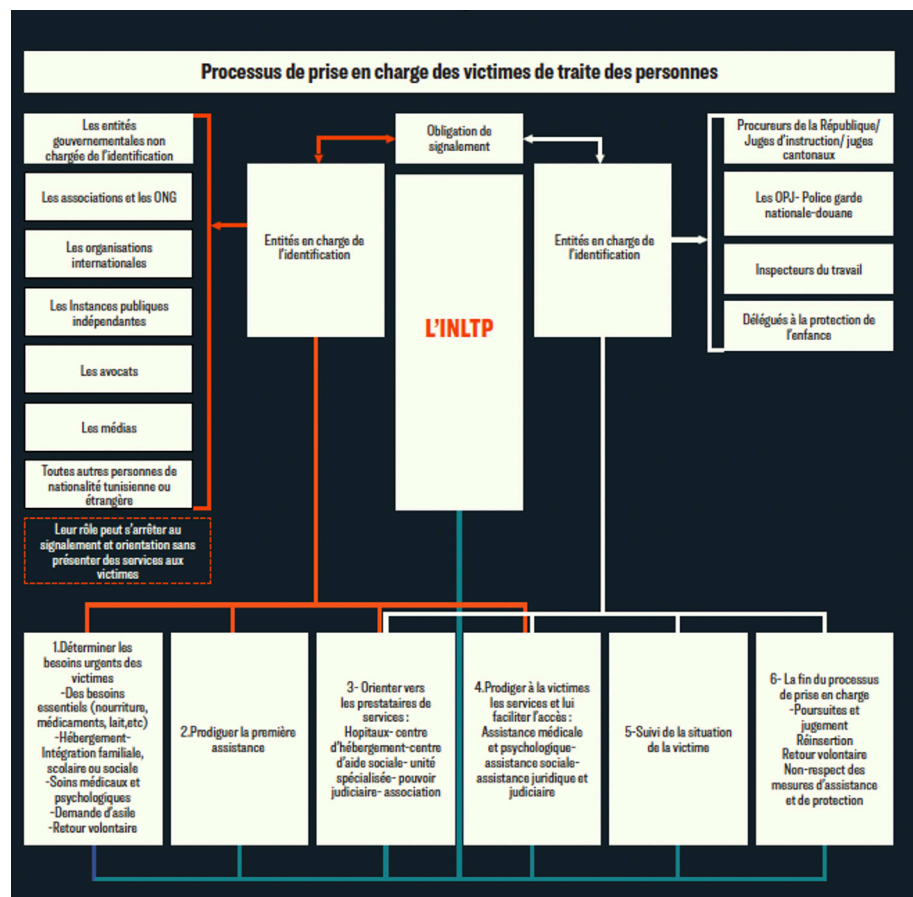 Processus de prise en charge des victimes de traite des personnes
Les entités
gouvernementales non
chargée de l'identification
Les associations et les ONG
Les organisations
internationales
Les Instances publiques
indépendantes
Les avocats
Les médias
Toutes autres personnes de
nationalité tunisienne ou
étrangère
Leur rôle peut s'arrêter au
signalement et orientation sans
présenter des services aux
victimes
Entités en charge de
l'identification
Obligation de
signalement
L'INLTP
Entités en charge de
l'identification
Procureurs de la République/
Juges d'instruction/ juges
cantonaux
Les OPJ- Police garde
nationale-douane
Inspecteurs du travail
Délégués à la protection de
l'enfance
1.Déterminer les
besoins urgents des
victimes
-Des besoins
essentiels (nourriture,
médicaments, lait,etc)
-Hébergement-
Intégration familiale,
scolaire ou sociale
-Soins médicaux et
psychologiques
-Demande d'asile
-Retour volontaire
2.Prodiguer la première
assistance
3- Orienter vers
les prestataires de
services :
Hopitaux- centre
d'hébergement-centre
d'aide sociale- unité
spécialisée- pouvoir
judiciaire- association
4.Prodiger à la victimes
les services et lui
faciliter l'accès :
Assistance médicale
et psychologique-
assistance sociale-
assistance juridique et
judiciaire
5-Suivi de la situation
de la victime
6- La fin du processus
de prise en charge
-Poursuites et
jugement
Réinsertion
Retour volontaire
Non-respect des
mesures d'assistance
et de protection